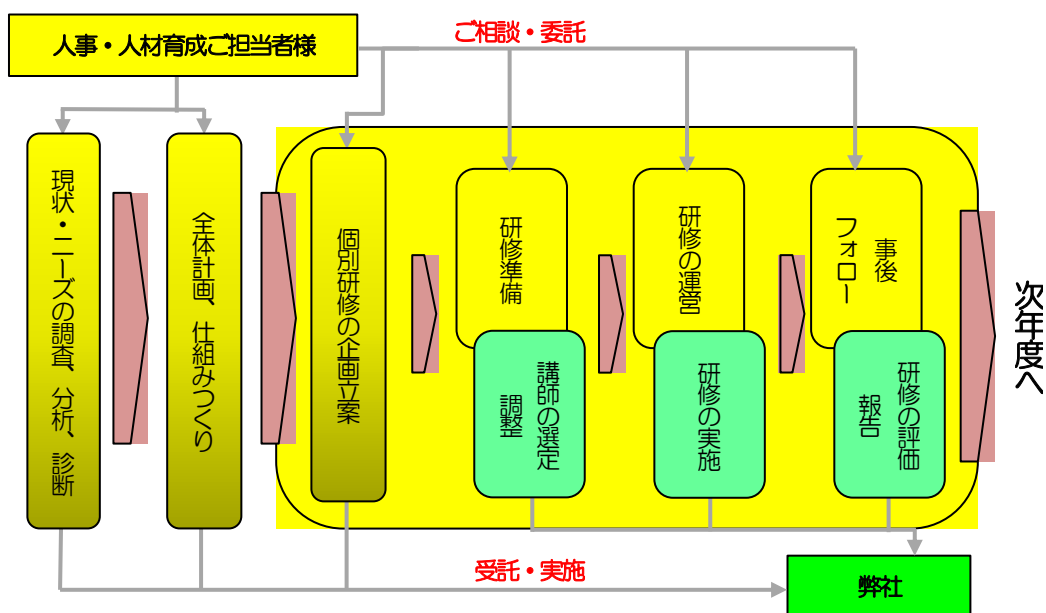 人事・人材育成ご担当者様
ご相談・委託
現状・ニーズの調査、分析、診断
全体計画、仕組みつくり
個別研修の企画立案
研修準備
講師の選定
調整
研修の運営
研修の実施
事後
フォロー
研修の評価
報告
次年度へ
受託・実施
弊社